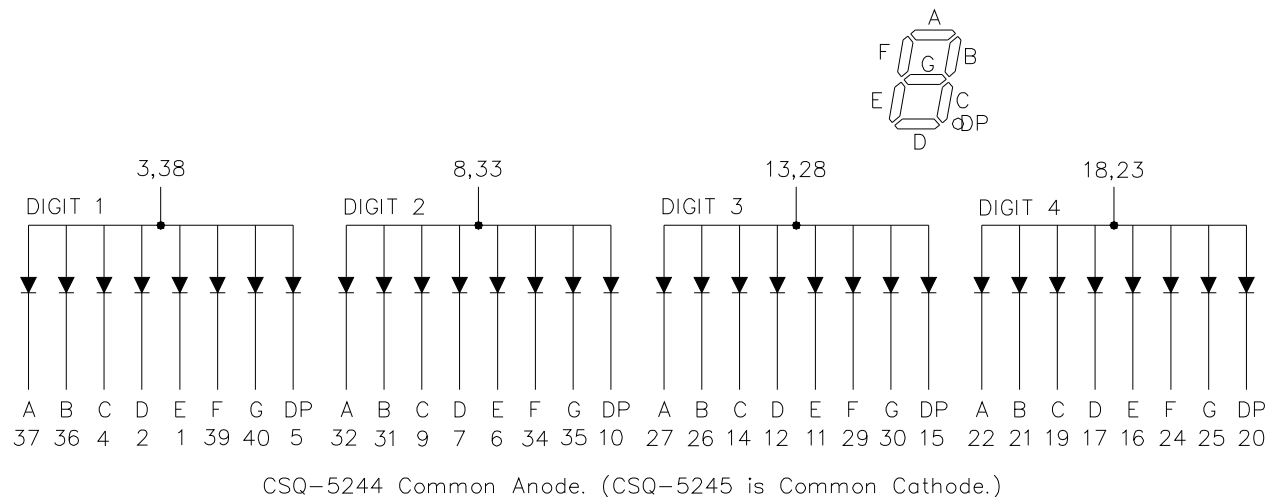 A
F
B
G
E
C
DP
D
3,38
8,33
13,28
18,23
DIGIT 1
DIGIT 2
DIGIT 3
DIGIT 4
A B C D E F G DP A B C D E F G DP A B C D E F G DP A B C D E F G DP
37 36 4 2 1 39 40 5 32 31 9 7 6 34 35 10 27 26 14 12 11 29 30 15 22 21 19 17 16 24 25 20
CSQ-5244 Common Anode. (CSQ-5245 is Common Cathode.)